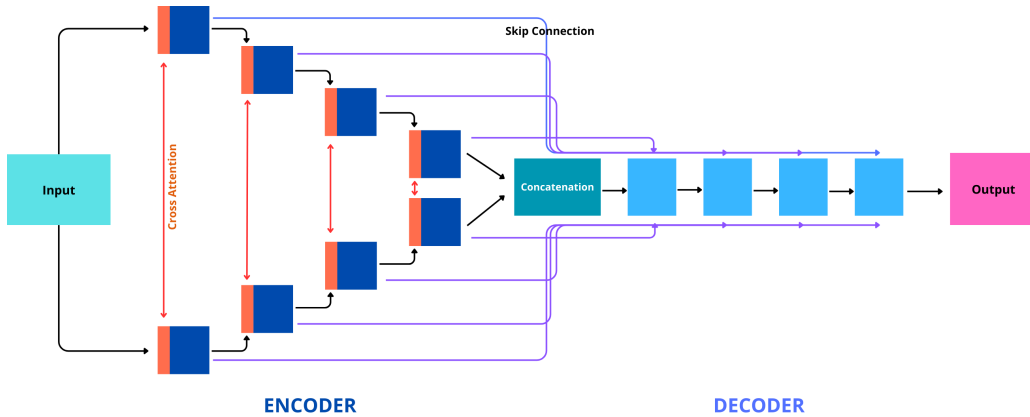 Skip Connection
Cross Attention
Input
Concatenation
Output
ENCODER
DECODER